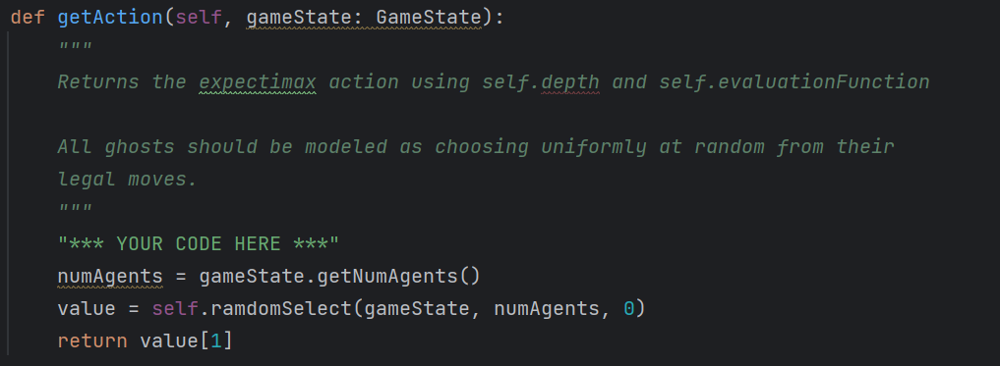 def getAction(self, gameState: GameState):
"""
Returns the expectimax action using self.depth and self.evaluationFunction
All ghosts should be modeled as choosing uniformly at random from their
legal moves.
"""
"*** YOUR CODE HERE ***"
numAgents = gameState.getNumAgents()
value = self.ramdomSelect(gameState, numAgents, 0)
return value[1]